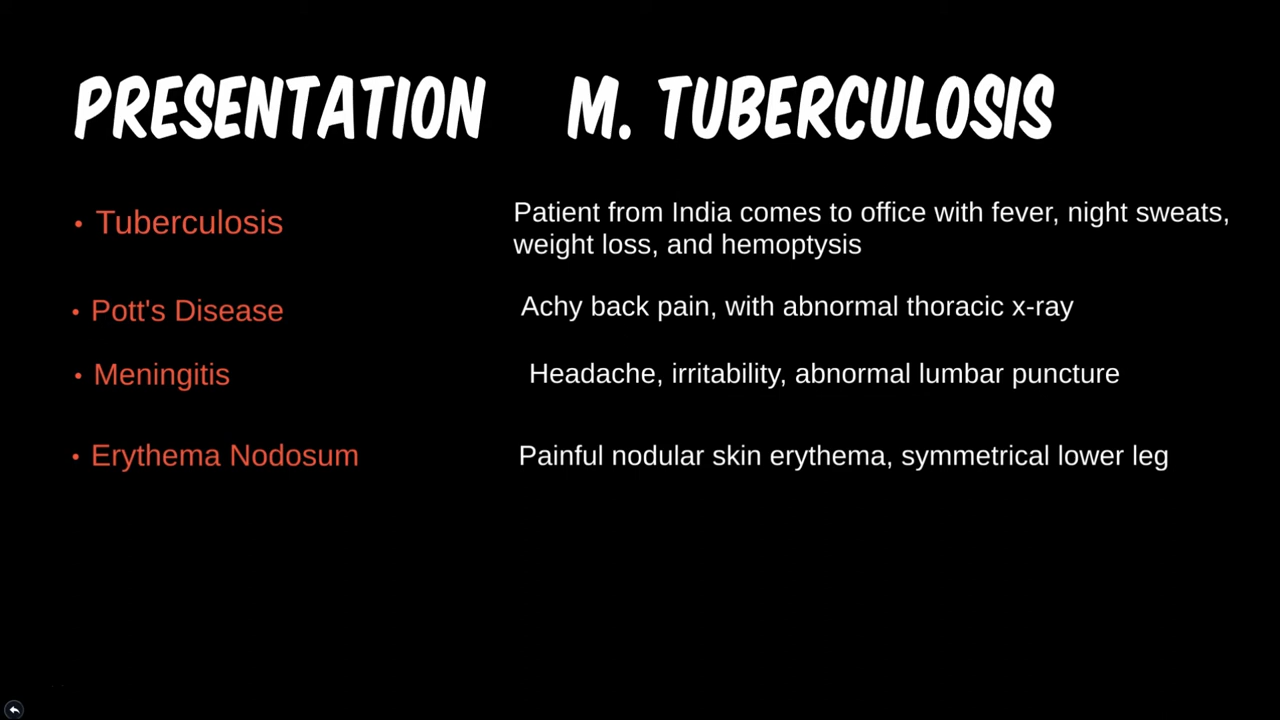 PRESENTATION M. TUBERCULOSIS
• Tuberculosis
Patient from India comes to office with fever, night sweats,
weight loss, and hemoptysis
• Pott's Disease
Achy back pain, with abnormal thoracic x-ray
• Meningitis
Headache, irritability, abnormal lumbar puncture
• Erythema Nodosum
Painful nodular skin erythema, symmetrical lower leg